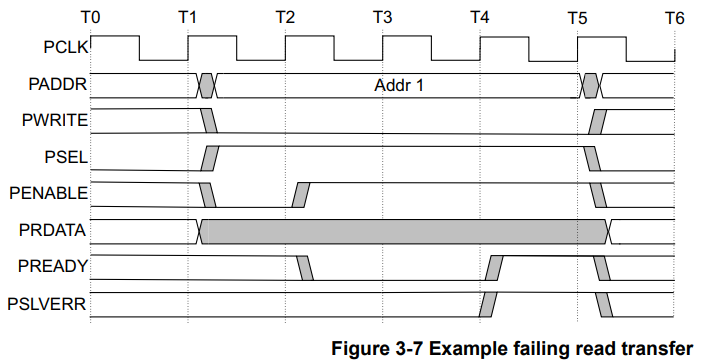 T0 T1 T2 T3 T4 T5 T6
PCLK
PADDR Addr 1
PWRITE
PSEL
PENABLE
PRDATA
PREADY
PSLVERR
Figure 3-7 Example failing read transfer